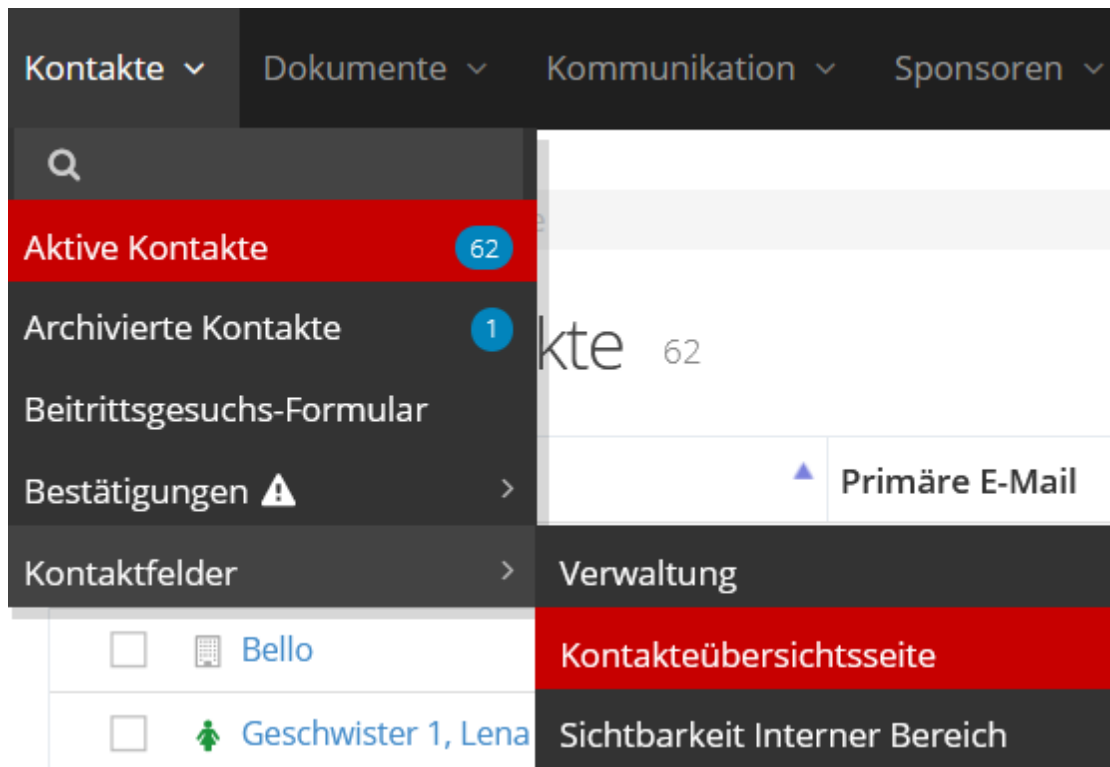 Kontakte Dokumente Kommunikation Sponsoren
Aktive Kontakte 62
Archivierte Kontakte 1
kte 62
Beitrittsgesuchs-Formular
Bestätigungen
Primäre E-Mail
Kontaktfelder
Verwaltung
Bello
Kontakteübersichtsseite
Geschwister 1, Lena
Sichtbarkeit Interner Bereich